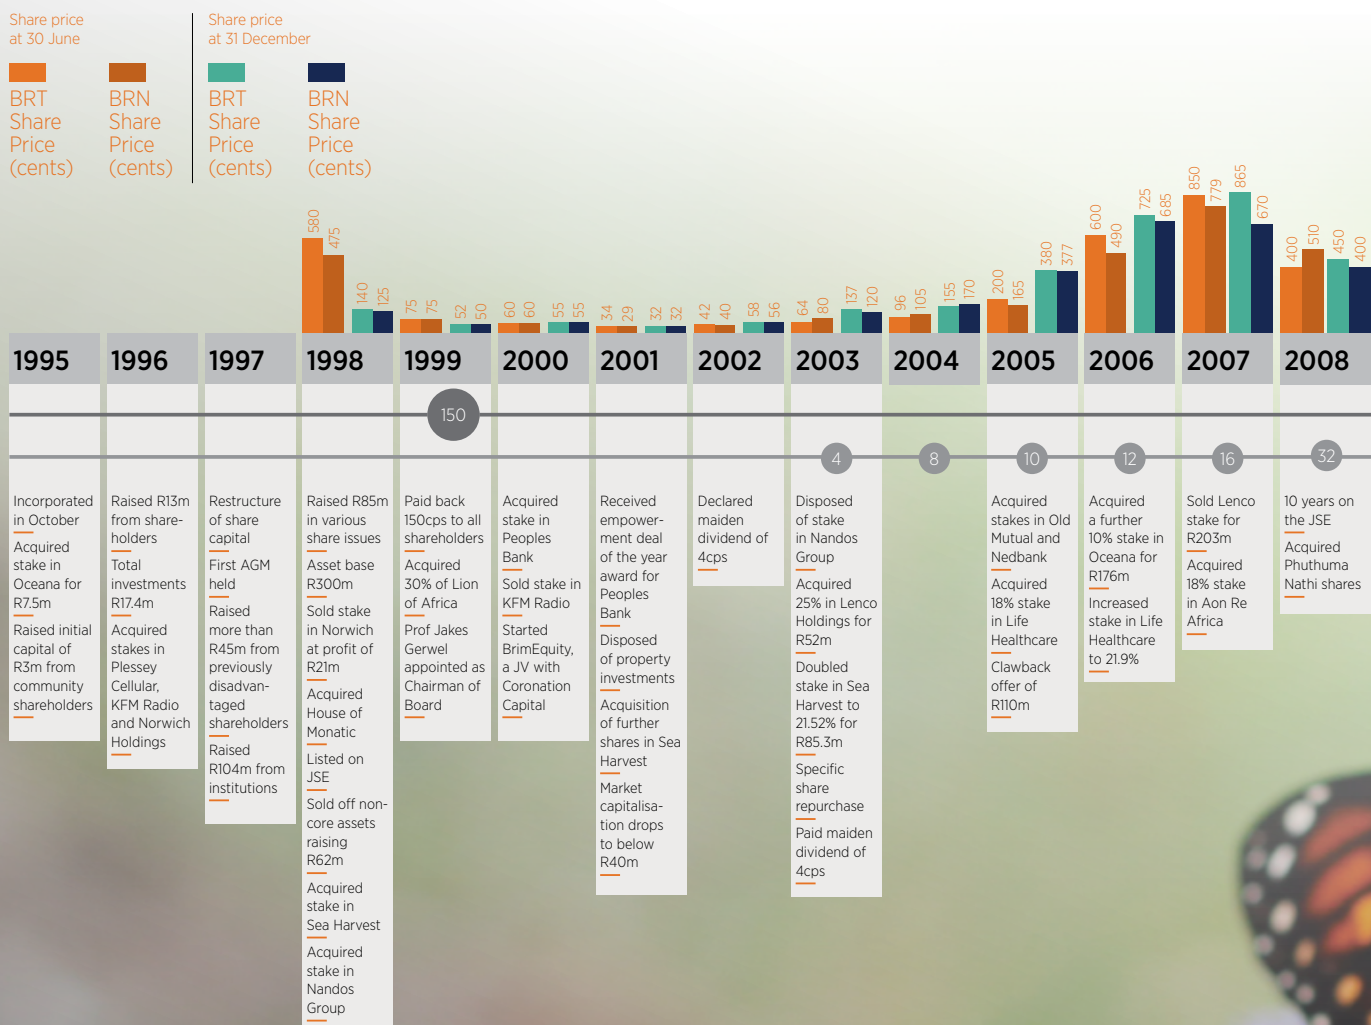 Share price
at 30 June
Share price
at 31 December
BRT
Share
Price
(cents)
BRN
Share
Price
(cents)
BRT
Share
Price
(cents)
BRN
Share
Price
(cents)
580
475
140
125
75
75
52
50
60
60
55
55
34
29
32
32
42
40
58
56
64
80
137
120
96
105
155
170
200
165
380
377
600
490
725
685
850
779
865
670
400
510
450
400
1995
1996
1997
1998
1999
2000
2001
2002
2003
2004
2005
2006
2007
2008
150
4
8
10
12
16
32
Incorporated
in October
Acquired
stake in
Oceana for
R7.5m
Raised initial
capital of
R3m from
community
shareholders
Raised R13m
from share-
holders
Total
investments
R17.4m
Acquired
stakes in
Plessey
Cellular,
KFM Radio
and Norwich
Holdings
Restructure
of share
capital
First AGM
held
Raised
more than
R45m from
previously
disadvan-
taged
shareholders
Raised
R104m from
institutions
Raised R85m
in various
share issues
Asset base
R300m
Sold stake
in Norwich
at profit of
R21m
Acquired
House of
Monatic
Listed on
JSE
Sold off non-
core assets
raising
R62m
Acquired
stake in
Sea Harvest
Acquired
stake in
Nandos
Group
Paid back
150cps to all
shareholders
Acquired
30% of Lion
of Africa
Prof Jakes
Gerwel
appointed as
Chairman of
Board
Acquired
stake in
Peoples
Bank
Sold stake in
KFM Radio
Started
BrimEquity,
a JV with
Coronation
Capital
Received
empower-
ment deal
of the year
award for
Peoples
Bank
Disposed
of property
investments
Acquisition
of further
shares in Sea
Harvest
Market
capitalisa-
tion drops
to below
R40m
Declared
maiden
dividend of
4cps
Disposed
of stake
in Nandos
Group
Acquired
25% in Lenco
Holdings for
R52m
Doubled
stake in Sea
Harvest to
21.52% for
R85.3m
Specific
share
repurchase
Paid maiden
dividend of
4cps
Acquired
stakes in Old
Mutual and
Nedbank
Acquired
18% stake
in Life
Healthcare
Clawback
offer of
R110m
Acquired
a further
10% stake in
Oceana for
R176m
Increased
stake in Life
Healthcare
to 21.9%
Sold Lenco
stake for
R203m
Acquired
18% stake
in Aon Re
Africa
10 years on
the JSE
Acquired
Phuthuma
Nathi shares